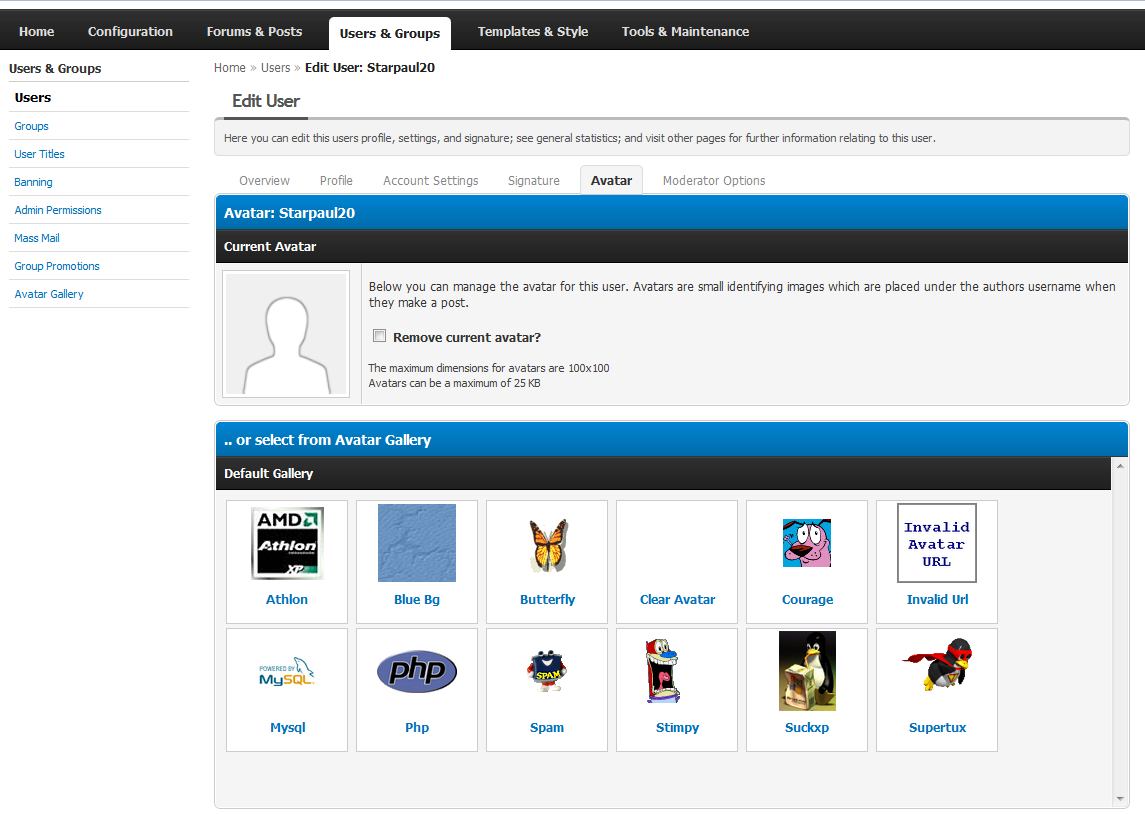 Home Configuration Forums & Posts Users & Groups Templates & Style Tools & Maintenance
Users & Groups
Users
Groups
User Titles
Banning
Admin Permissions
Mass Mail
Group Promotions
Avatar Gallery
Home » Users » Edit User: Starpaul20
Edit User
Here you can edit this users profile, settings, and signature; see general statistics; and visit other pages for further information relating to this user.
Overview Profile Account Settings Signature Avatar Moderator Options
Avatar: Starpaul20
Current Avatar
Below you can manage the avatar for this user. Avatars are small identifying images which are placed under the authors username when
they make a post.
Remove current avatar?
The maximum dimensions for avatars are 100x100
Avatars can be a maximum of 25 KB
.. or select from Avatar Gallery
Default Gallery
AMD
Athlon
XP
Invalid
Avatar
URL
Athlon Blue Bg Butterfly Clear Avatar Courage Invalid Url
POWERED BY
MySQL
php
SPAM
Mysql Php Spam Stimpy Suckxp Supertux